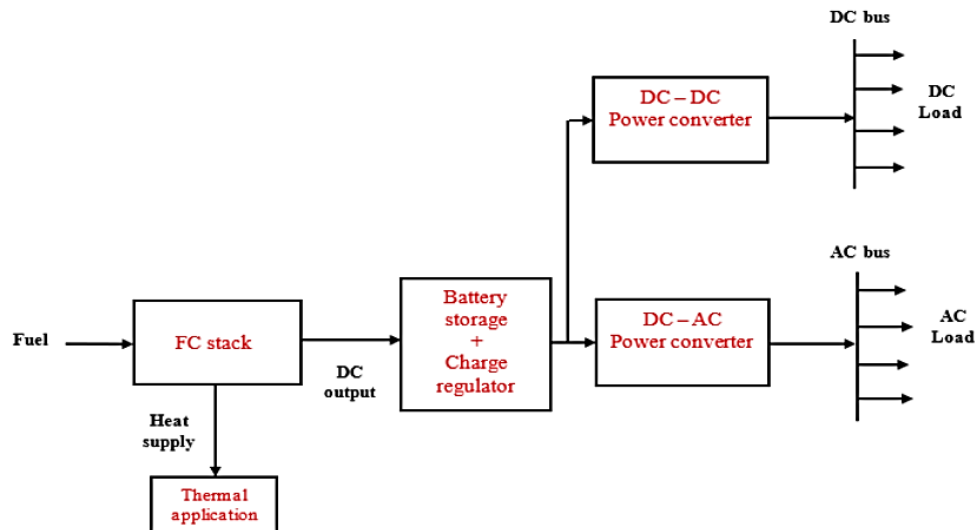 DC bus
DC – DC
Power converter
DC
Load
AC bus
Battery
storage
+
Charge
regulator
DC – AC
Power converter
AC
Load
Fuel
FC stack
DC
output
Heat
supply
Thermal
application